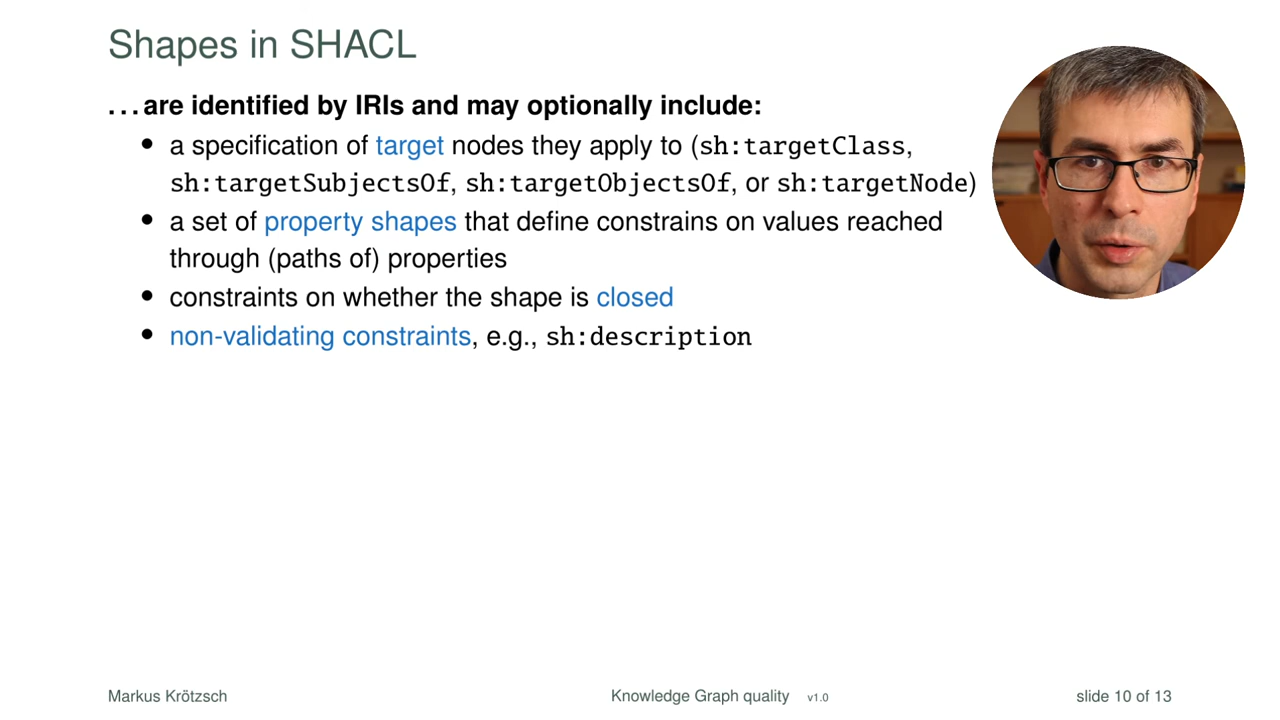 Shapes in SHACL
...are identified by IRIs and may optionally include:
• a specification of target nodes they apply to (sh:targetClass,
sh:targetSubjectsOf, sh:targetObjectsOf, or sh:targetNode)
• a set of property shapes that define constrains on values reached
through (paths of) properties
• constraints on whether the shape is closed
• non-validating constraints, e.g., sh:description
Markus Krötzsch Knowledge Graph quality v1.0 slide 10 of 13